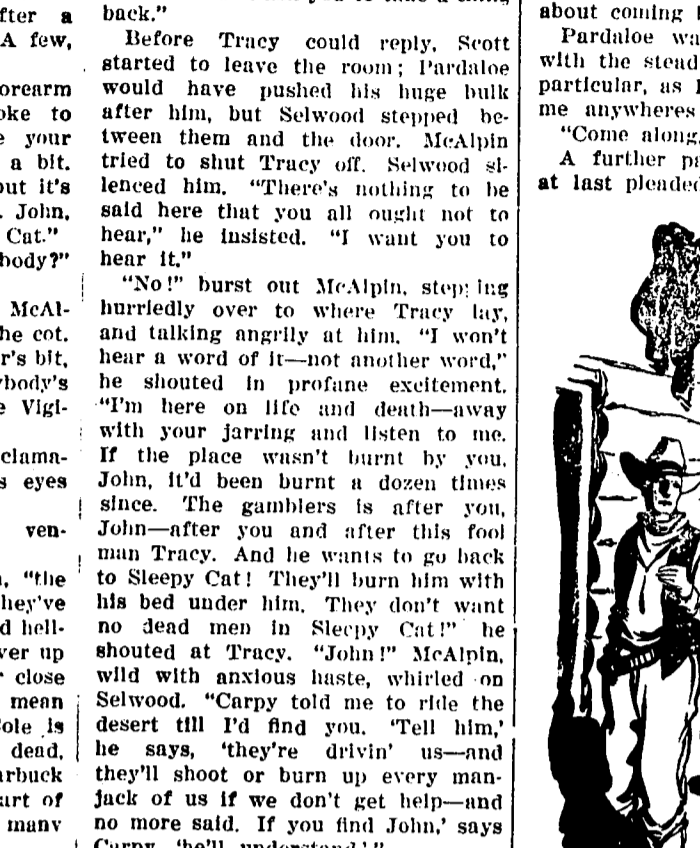 fter a
A few,
orearm
oke to
e your
a bit.
out it's
. John,
Cat."
body?"
McAl-
he cot.
r's bit,
ybody's
e Vigi-
clama-
s eyes
ven-
, "the
hey've
d hell-
ver up
close
mean
Cole is
dead,
arbuck
art of
many
back."
Before Tracy could reply, Scott
started to leave the room; Pardaloe
would have pushed his huge bulk
after him, but Selwood stepped be-
tween them and the door. McAlpin
tried to shut Tracy off. Selwood si-
lenced him. "There's nothing to be
said here that you all ought not to
hear," he insisted. "I want you to
hear it."
"No!" burst out McAlpin, step; ing
hurriedly over to where Tracy lay,
and talking angrily at him. "I won't
hear a word of it—not another word,"
he shouted in profane excitement.
"I'm here on life and death—away
with your jarring and listen to me.
If the place wasn't burnt by you,
John, it'd been burnt a dozen times
since. The gamblers is after you,
John—after you and after this fool
man Tracy. And he wants to go back
to Sleepy Cat! They'll burn him with
his bed under him. They don't want
no dead men in Sleepy Cat!" he
shouted at Tracy. "John!" McAlpin,
wild with anxious haste, whirled on
Selwood. "Carpy told me to ride the
desert till I'd find you. 'Tell him,'
he says, 'they're drivin' us—and
they'll shoot or burn up every man-
jack of us if we don't get help—and
no more said. If you find John,' says
Carpy, 'he'll understand!'"
about coming
Pardaloe wa
with the stead
particular, as
me anywheres
"Come along,
A further pa
at last pleaded